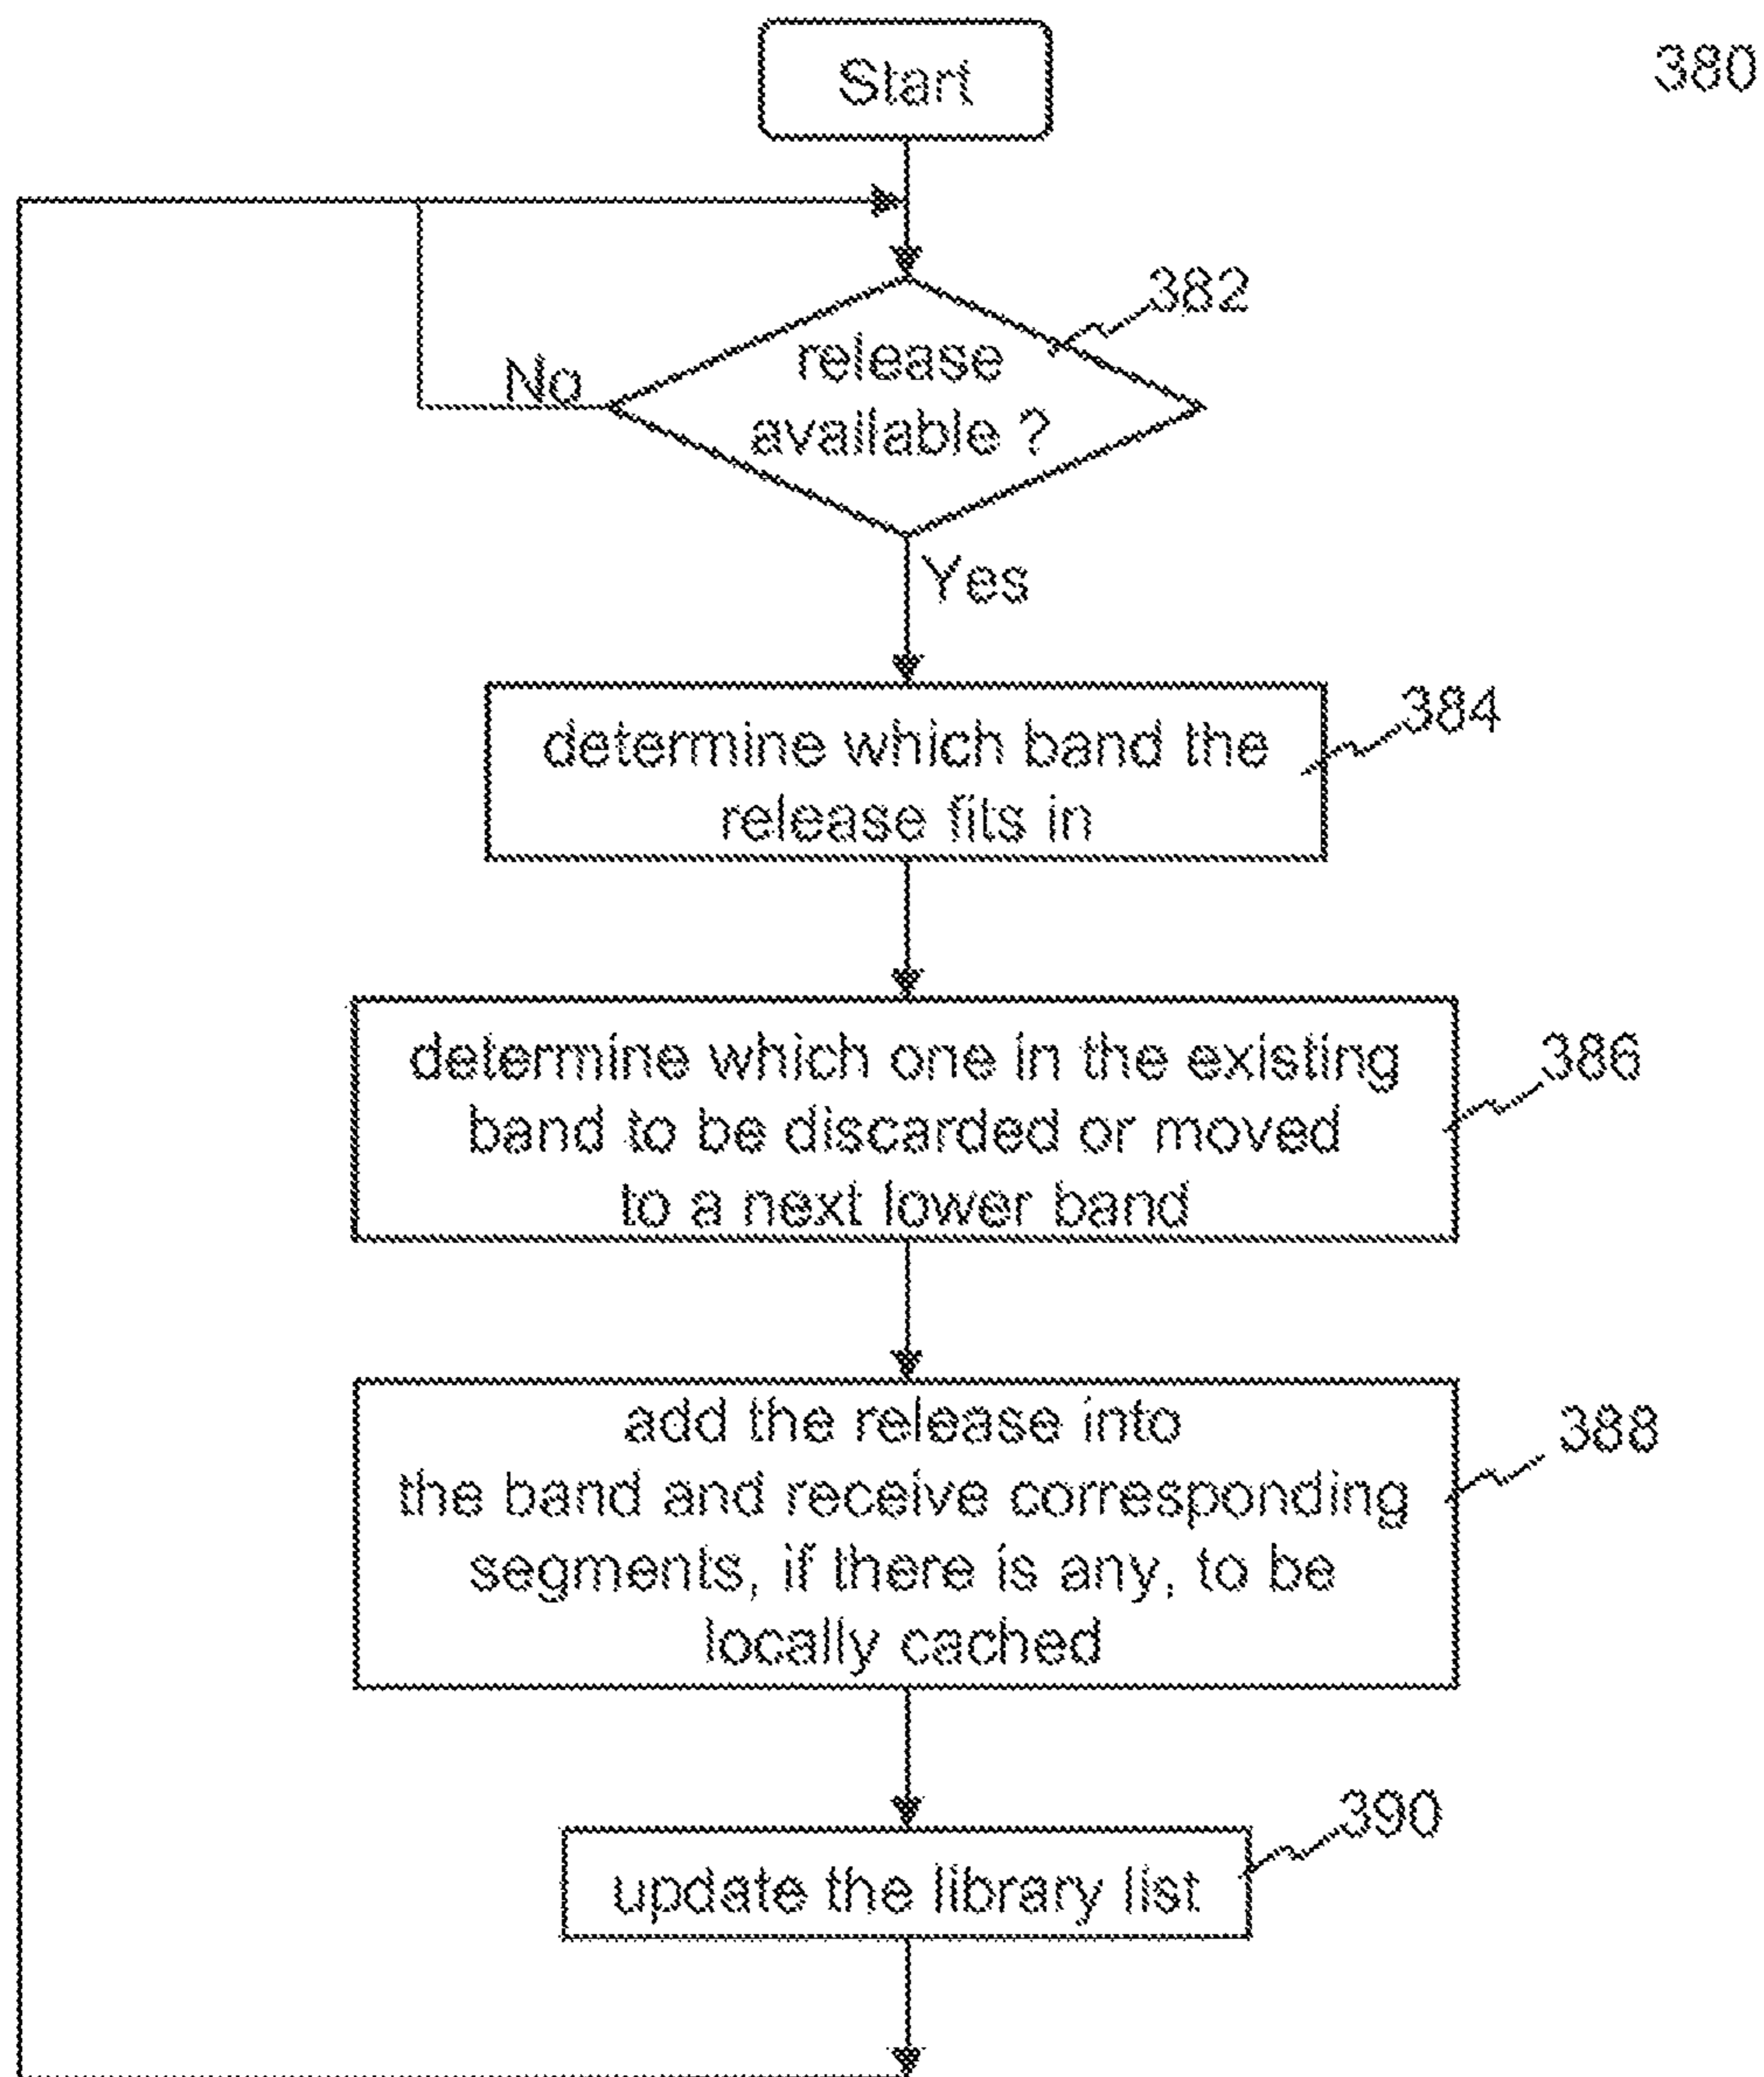 Start
380
382
release
available ?
No
Yes
384
determine which band the
release fits in
386
determine which one in the existing
band to be discarded or moved
to a next lower band
388
add the release into
the band and receive corresponding
segments, if there is any, to be
locally cached
390
update the library list